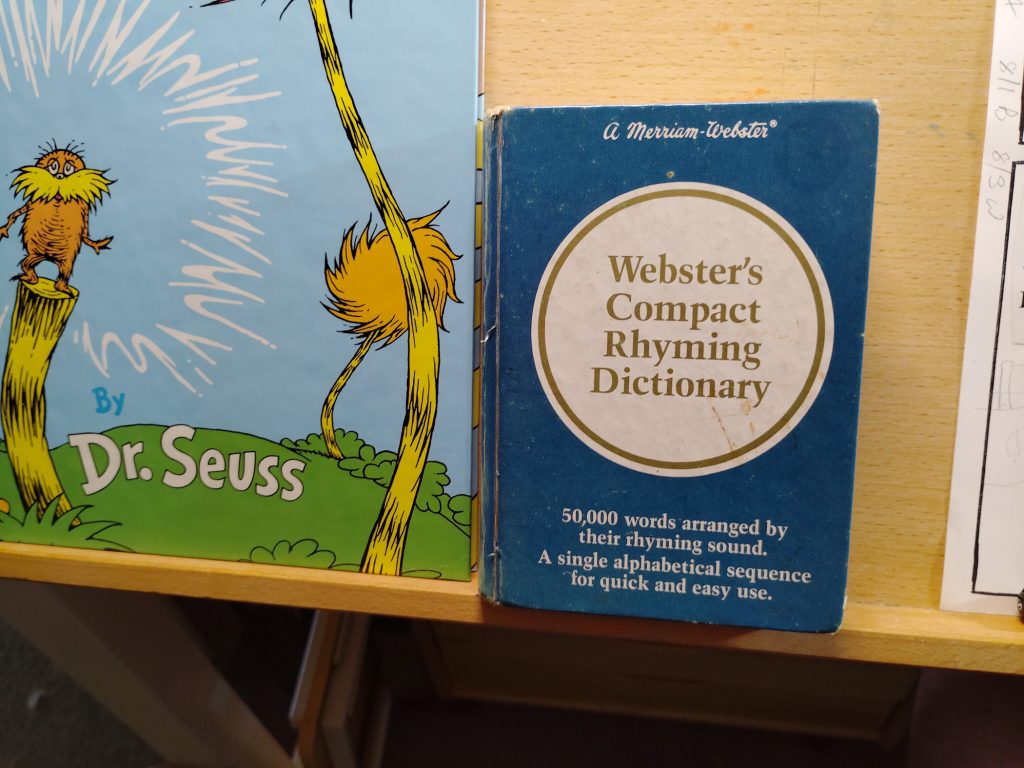 By
Dr. Seuss
A Merriam-Webster®
Webster's
Compact
Rhyming
Dictionary
50,000 words arranged by
their rhyming sound.
A single alphabetical sequence
for quick and easy use.